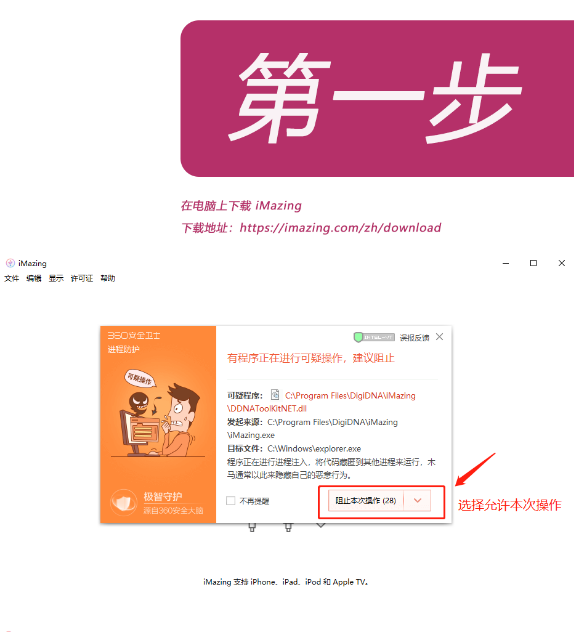 第一步
在电脑上下载 iMazing
下载地址：https://imazing.com/zh/download
iMazing
文件 编辑 显示 许可证 帮助
360安全卫士
进程防护
误报反馈
有程序正在进行可疑操作，建议阻止
可疑操作
可疑程序： C:\Program Files\DigiDNA\iMazing
\DDNAToolKitNET.dll
发起来源：C:\Program Files\DigiDNA\iMazing
\iMazing.exe
目标文件：C:\Windows\explorer.exe
程序正在进行进程注入，将代码藏匿到其他进程来运行，木
马通常以此来隐藏自己的恶意行为。
极智守护
源自360安全大脑
不再提醒
阻止本次操作 (28)
选择允许本次操作
iMazing 支持 iPhone、iPad、iPod 和 Apple TV。